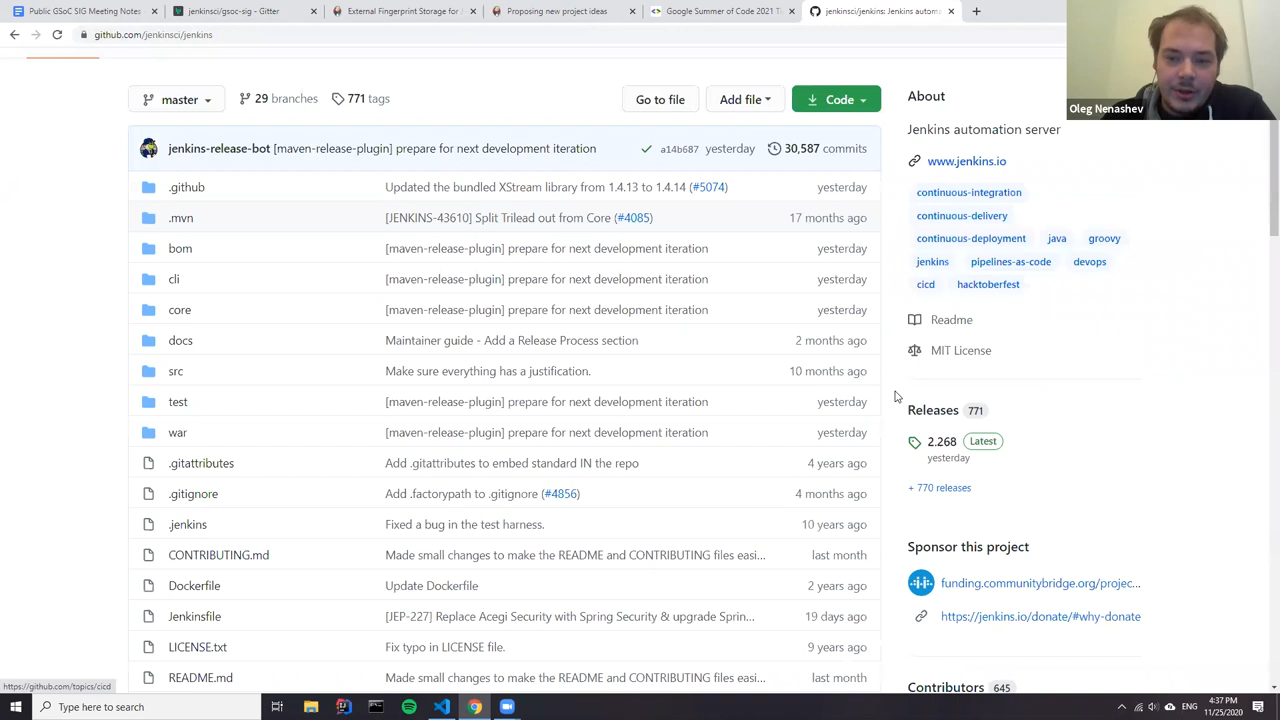 Public GSoC SIG Meeting Notes
jenkinsci/gsoc-sig - Gitter
External Fingerprint Storage
Proposing new project ideas
Google Summer of Code 2021 Ti
jenkinsci/jenkins: Jenkins autom
github.com/jenkinsci/jenkins
Oleg Nenashev
master
29 branches
771 tags
Go to file
Add file
Code
jenkins-release-bot [maven-release-plugin] prepare for next development iteration
a14b687 yesterday
30,587 commits
.github Updated the bundled XStream library from 1.4.13 to 1.4.14 (#5074) yesterday
.mvn [JENKINS-43610] Split Trilead out from Core (#4085) 17 months ago
bom [maven-release-plugin] prepare for next development iteration yesterday
cli [maven-release-plugin] prepare for next development iteration yesterday
core [maven-release-plugin] prepare for next development iteration yesterday
docs Maintainer guide - Add a Release Process section 2 months ago
src Make sure everything has a justification. 10 months ago
test [maven-release-plugin] prepare for next development iteration yesterday
war [maven-release-plugin] prepare for next development iteration yesterday
.gitattributes Add .gitattributes to embed standard IN the repo 4 years ago
.gitignore Add .factorypath to .gitignore (#4856) 4 months ago
.jenkins Fixed a bug in the test harness. 10 years ago
CONTRIBUTING.md Made small changes to make the README and CONTRIBUTING files easi... last month
Dockerfile Update Dockerfile 2 years ago
Jenkinsfile [JEP-227] Replace Acegi Security with Spring Security & upgrade Sprin... 19 days ago
LICENSE.txt Fix typo in LICENSE file. 9 years ago
README.md Made small changes to make the README and CONTRIBUTING files easi... last month
About
Jenkins automation server
www.jenkins.io
continuous-integration
continuous-delivery
continuous-deployment java groovy
jenkins pipelines-as-code devops
cicd hacktoberfest
Readme
MIT License
Releases 771
2.268 Latest
yesterday
+ 770 releases
Sponsor this project
funding.communitybridge.org/projec...
https://jenkins.io/donate/#why-donate
Contributors 645
https://github.com/topics/cicd
Type here to search
ENG
4:37 PM
11/25/2020